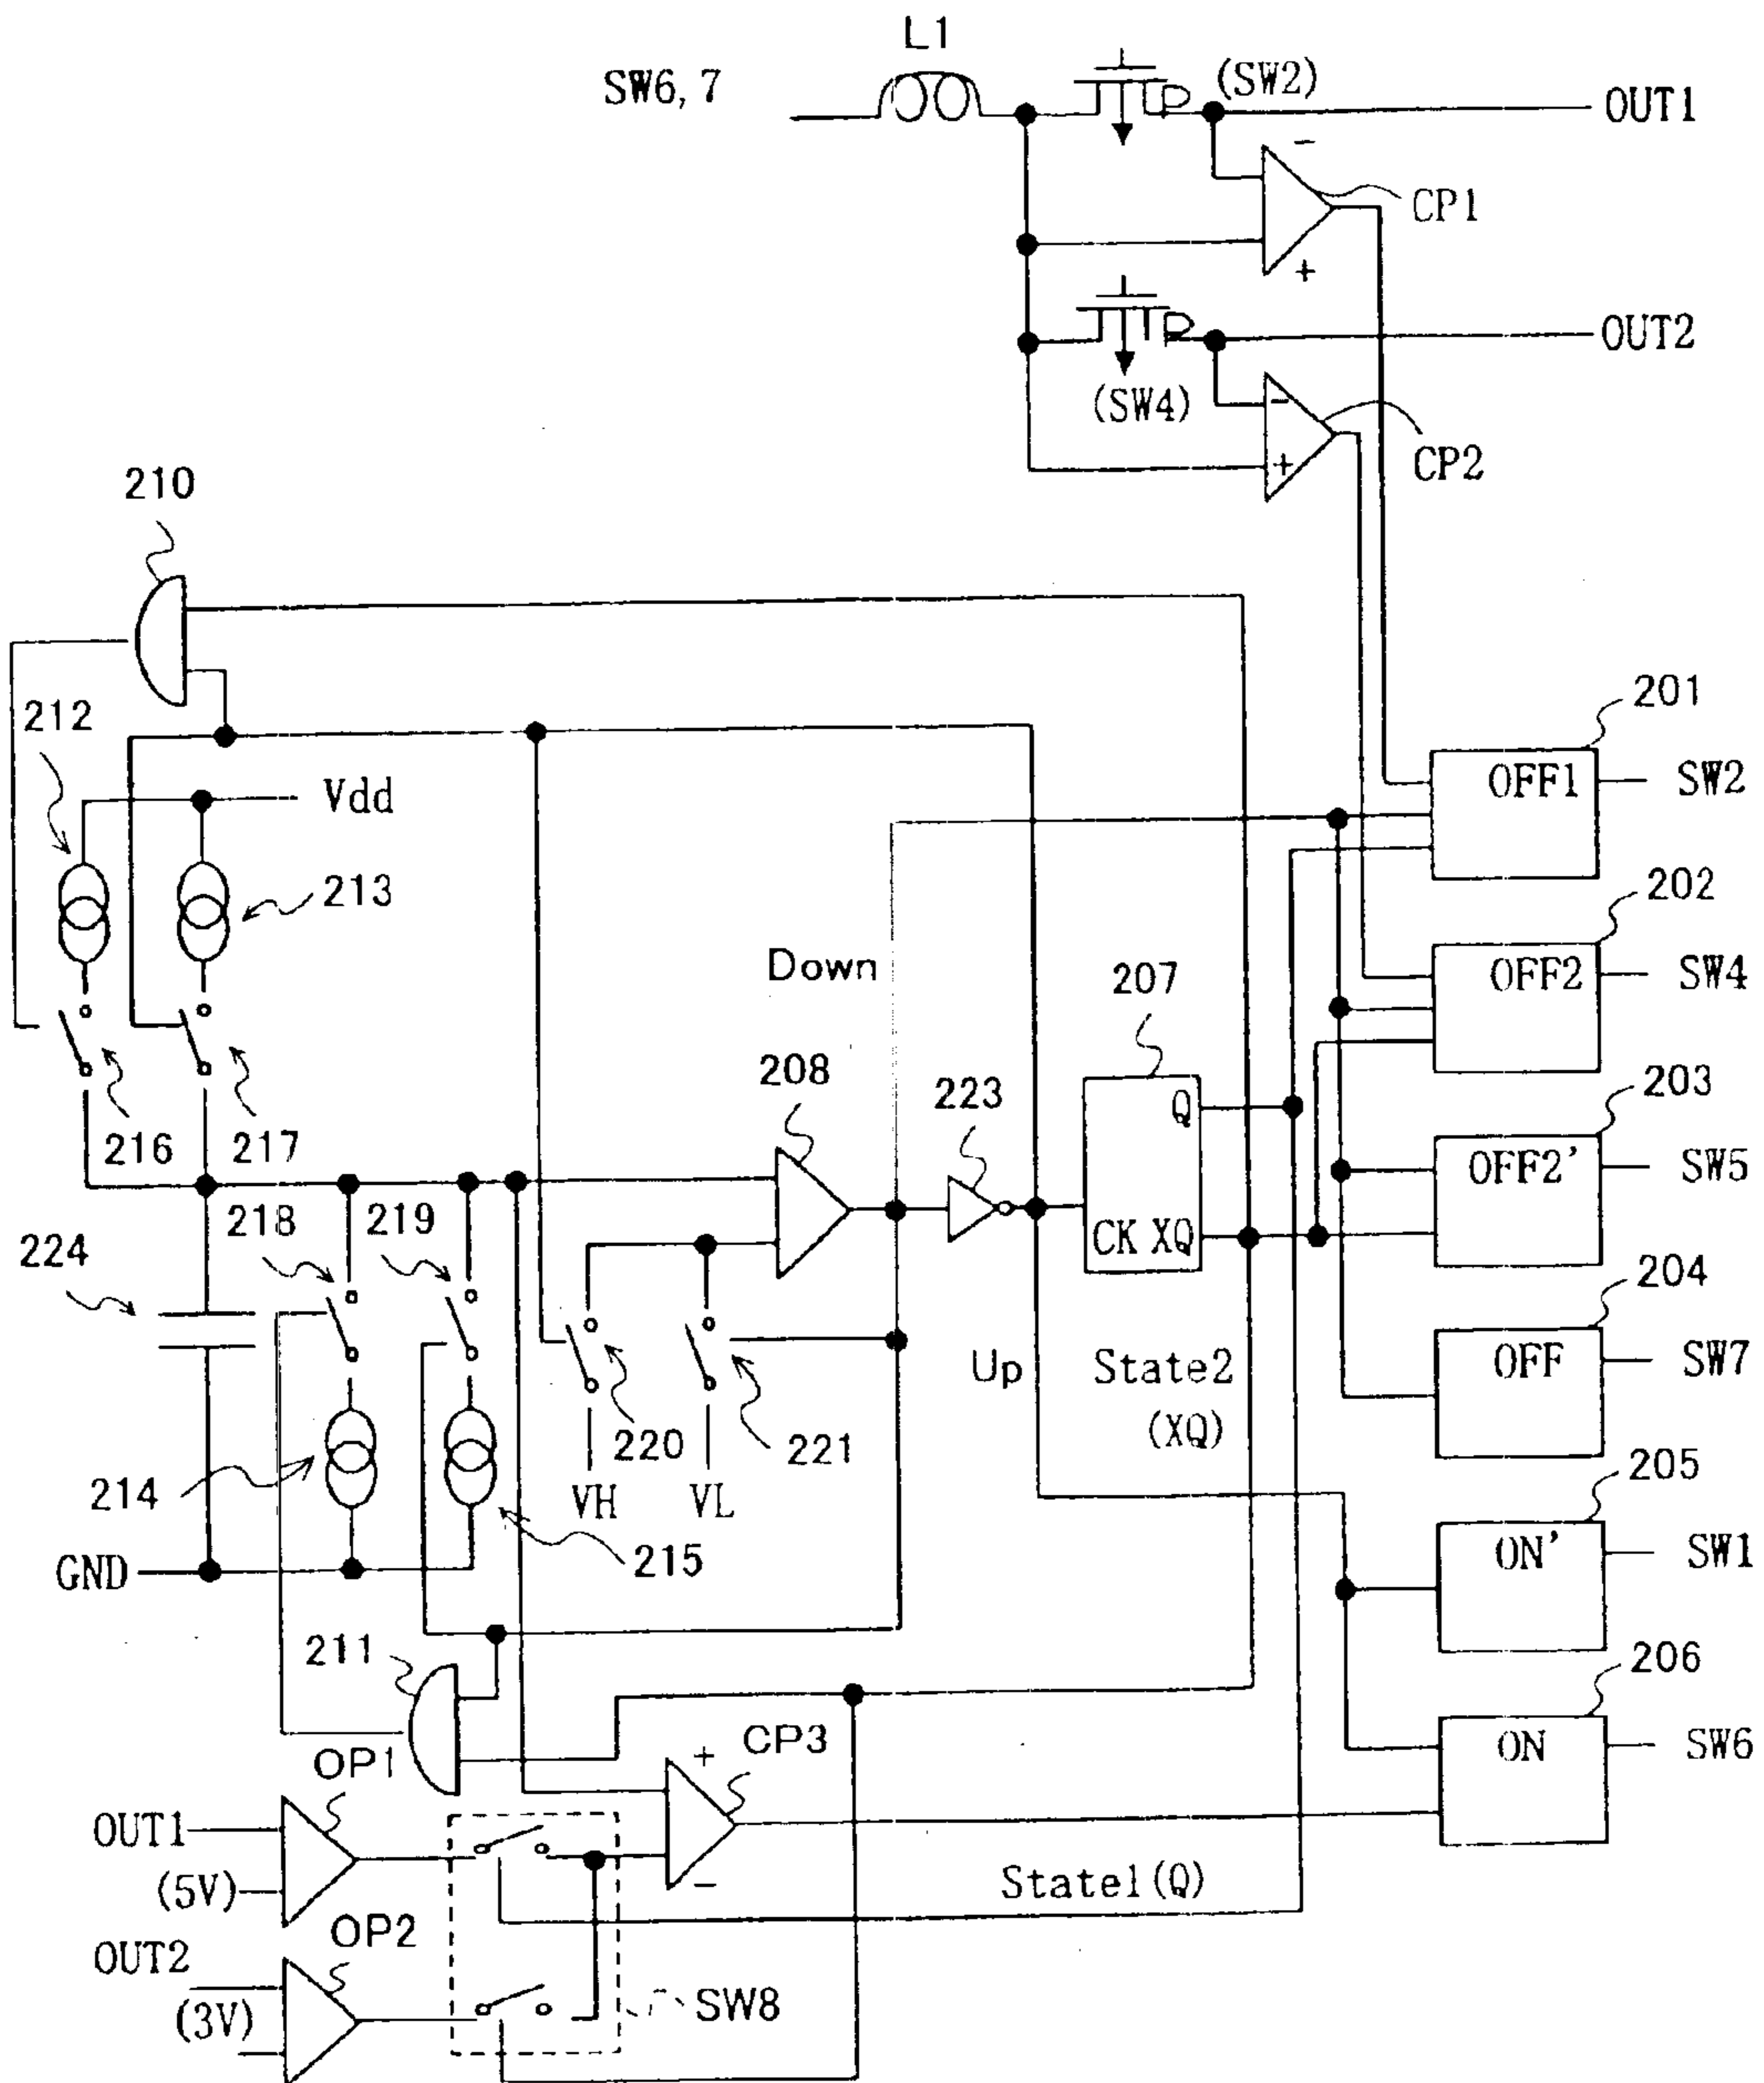 L1
SW6, 7
(SW2)
OUT1
-
CP1
+
OUT2
(SW4)
-
+
CP2
210
212
Vdd
213
201
OFF1
SW2
202
OFF2
SW4
Down
207
208
223
Q
CK XQ
203
OFF2'
SW5
216
217
218
219
224
204
OFF
SW7
Up
State2
(XQ)
220
221
214
VH
VL
215
GND
205
ON'
SW1
211
206
ON
SW6
OP1
CP3
+
OUT1
(5V)
-
State1(Q)
OP2
OUT2
(3V)
SW8